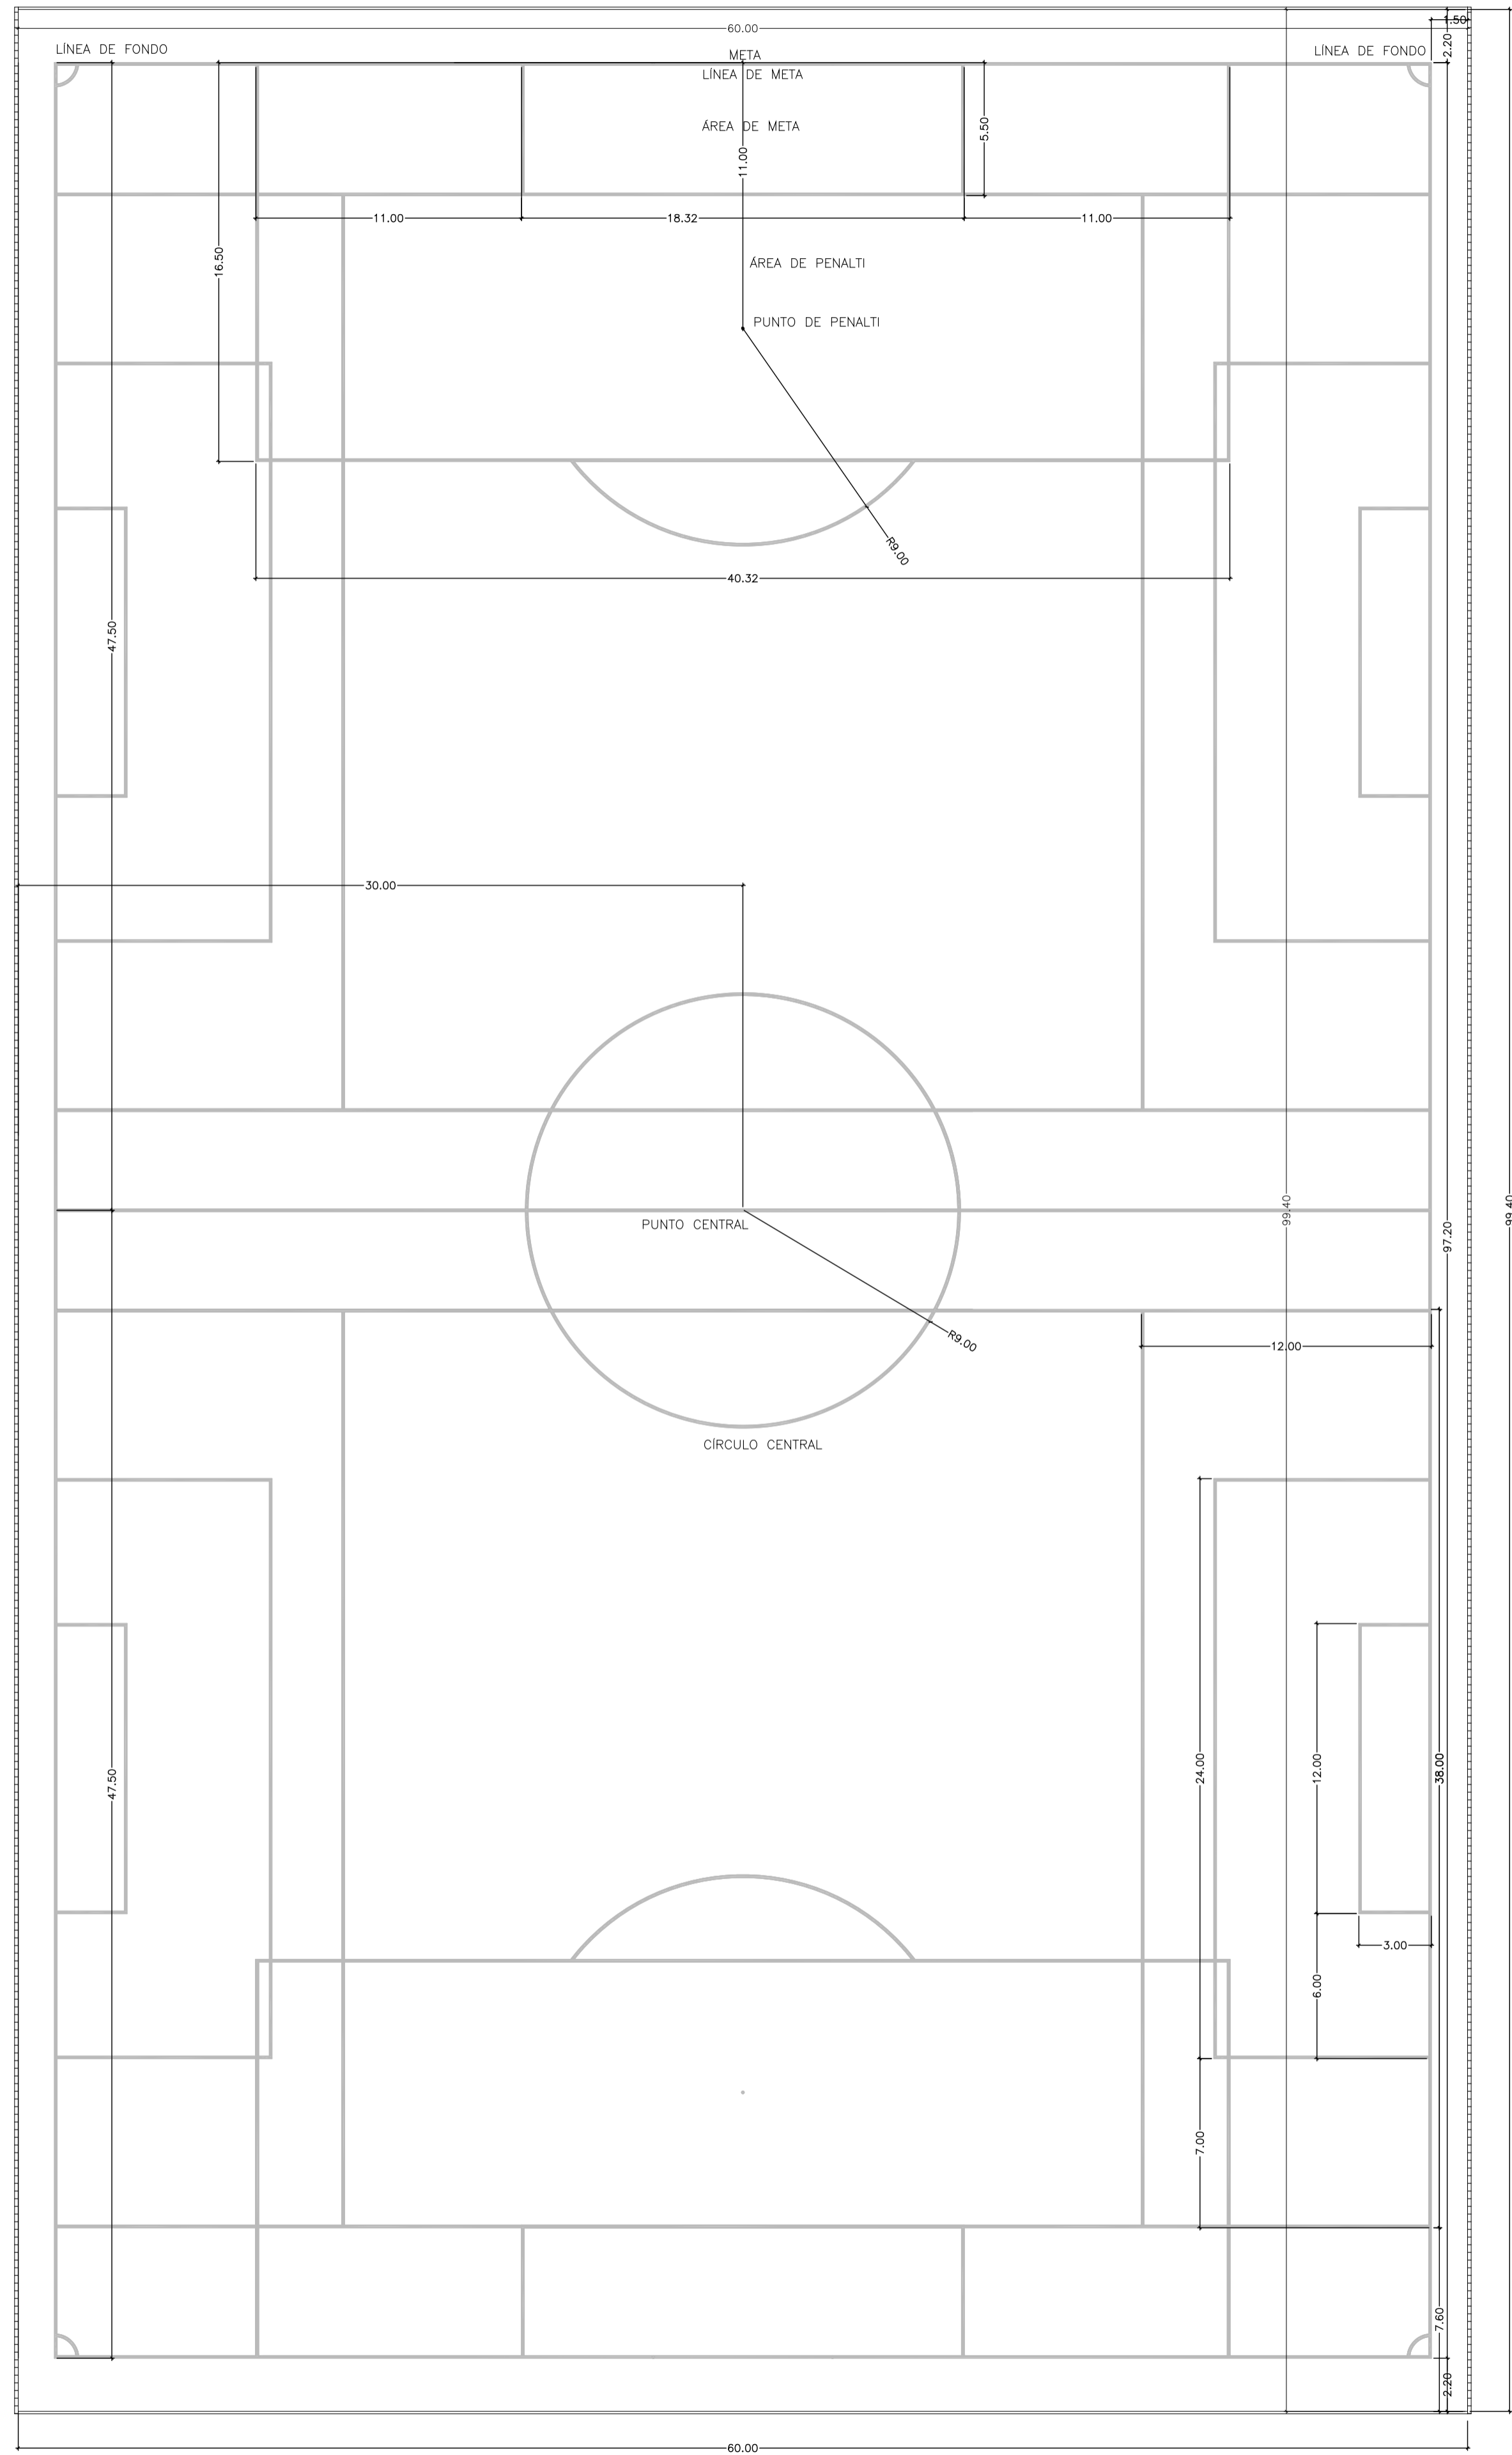 1.50
60.00
2.20
LÍNEA DE FONDO
META
LÍNEA DE FONDO
LÍNEA DE META
ÁREA DE META
5.50
11.00
11.00
18.32
11.00
16.50
ÁREA DE PENALTI
PUNTO DE PENALTI
R9.00
40.32
47.50
30.00
99.40
99.40
97.20
PUNTO CENTRAL
R9.00
12.00
CÍRCULO CENTRAL
47.50
24.00
12.00
38.00
3.00
6.00
7.00
7.60
2.20
60.00